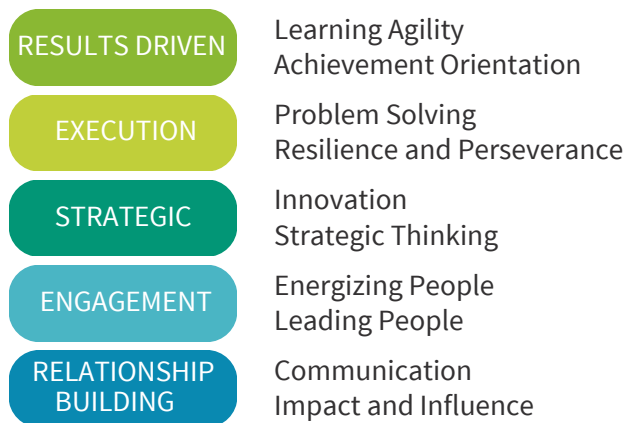 RESULTS DRIVEN
Learning Agility
Achievement Orientation
EXECUTION
Problem Solving
Resilience and Perseverance
STRATEGIC
Innovation
Strategic Thinking
ENGAGEMENT
Energizing People
Leading People
RELATIONSHIP
BUILDING
Communication
Impact and Influence